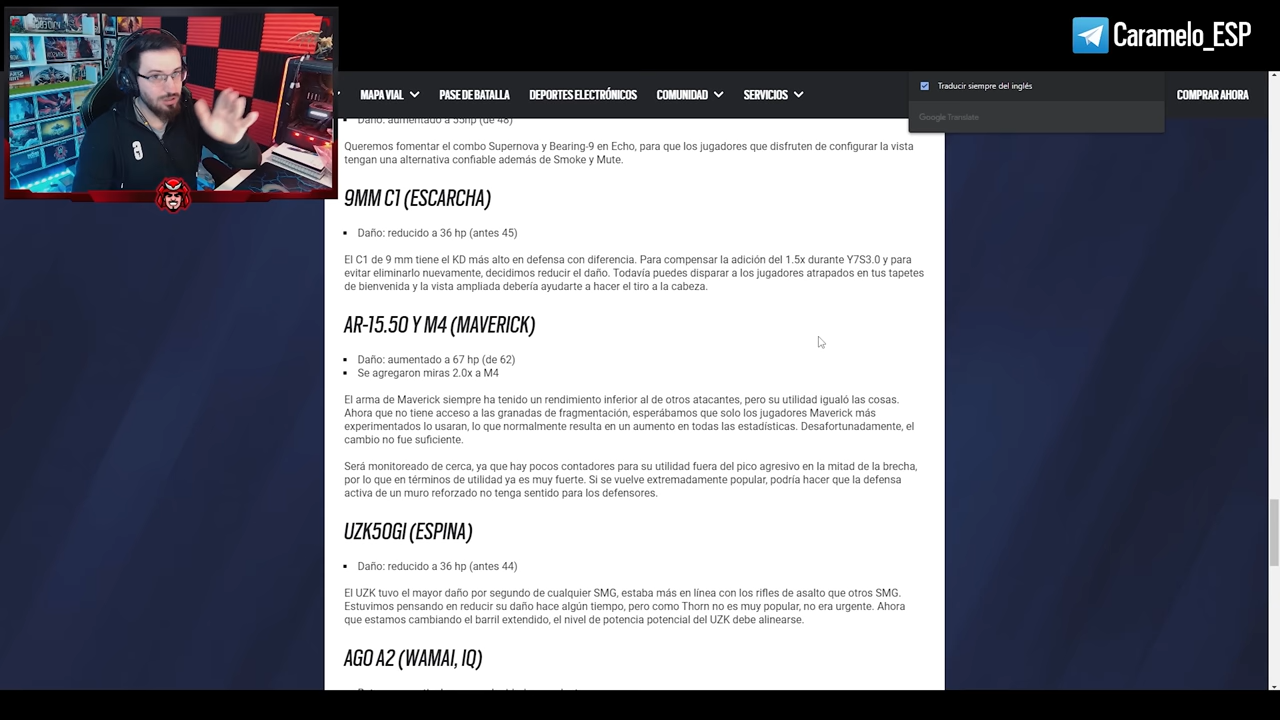 Caramelo_ESP
MAPA VIAL
PASE DE BATALLA
DEPORTES ELECTRÓNICOS
COMUNIDAD
SERVICIOS
Traducir siempre del inglés
Google Translate
COMPRAR AHORA
Daño: aumentado a 55hp (de 48)
Queremos fomentar el combo Supernova y Bearing-9 en Echo, para que los jugadores que disfruten de configurar la vista
tengan una alternativa confiable además de Smoke y Mute.
9MM C1 (ESCARCHA)
Daño: reducido a 36 hp (antes 45)
El C1 de 9 mm tiene el KD más alto en defensa con diferencia. Para compensar la adición del 1.5x durante Y7S3.0 y para
evitar eliminarlo nuevamente, decidimos reducir el daño. Todavía puedes disparar a los jugadores atrapados en tus tapetes
de bienvenida y la vista ampliada debería ayudarte a hacer el tiro a la cabeza.
AR-15.50 Y M4 (MAVERICK)
Daño: aumentado a 67 hp (de 62)
Se agregaron miras 2.0x a M4
El arma de Maverick siempre ha tenido un rendimiento inferior al de otros atacantes, pero su utilidad igualó las cosas.
Ahora que no tiene acceso a las granadas de fragmentación, esperábamos que solo los jugadores Maverick más
experimentados lo usaran, lo que normalmente resulta en un aumento en todas las estadísticas. Desafortunadamente, el
cambio no fue suficiente.
Será monitoreado de cerca, ya que hay pocos contadores para su utilidad fuera del pico agresivo en la mitad de la brecha,
por lo que en términos de utilidad ya es muy fuerte. Si se vuelve extremadamente popular, podría hacer que la defensa
activa de un muro reforzado no tenga sentido para los defensores.
UZK50GI (ESPINA)
Daño: reducido a 36 hp (antes 44)
El UZK tuvo el mayor daño por segundo de cualquier SMG, estaba más en línea con los rifles de asalto que otros SMG.
Estuvimos pensando en reducir su daño hace algún tiempo, pero como Thorn no es muy popular, no era urgente. Ahora
que estamos cambiando el barril extendido, el nivel de potencia potencial del UZK debe alinearse.
AGO A2 (WAMAI, IQ)